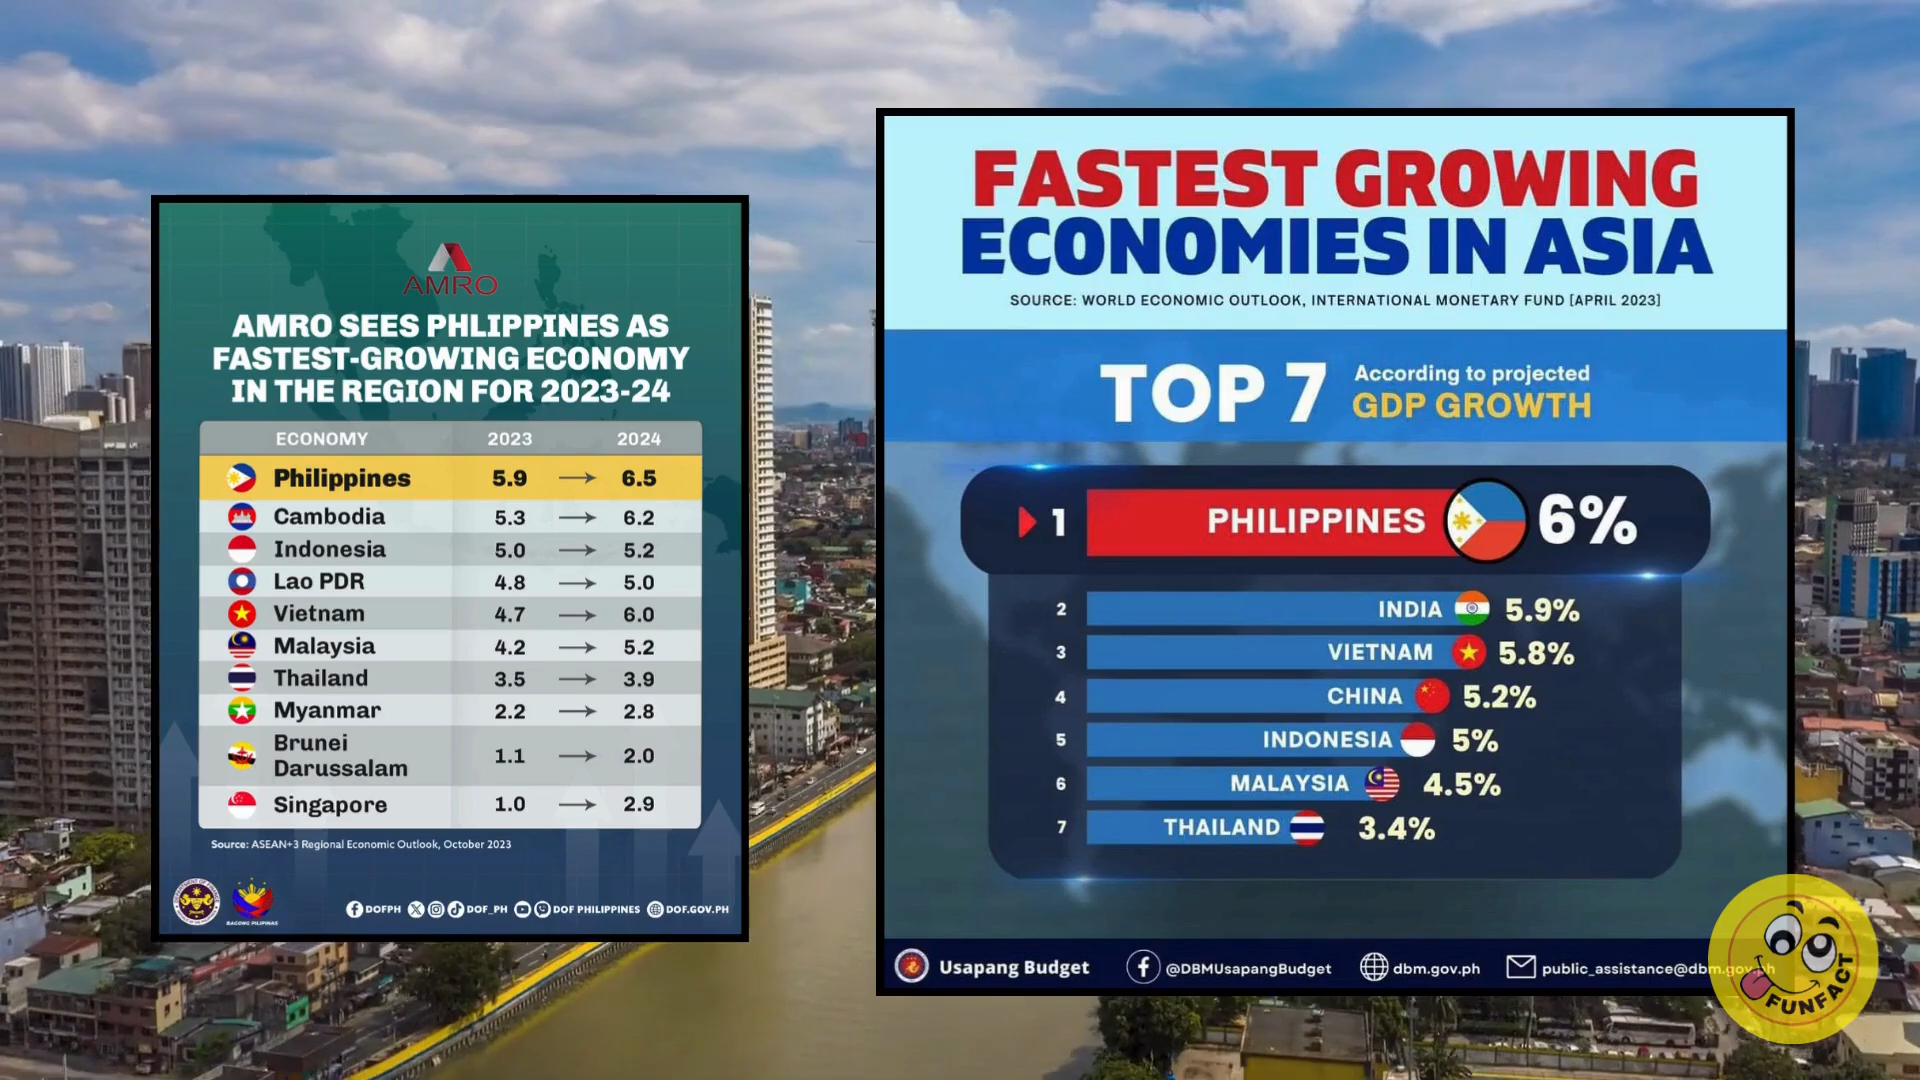 AMRO
AMRO SEES PHLIPPINES AS
FASTEST-GROWING ECONOMY
IN THE REGION FOR 2023-24
ECONOMY 2023 2024
Philippines 5.9 → 6.5
Cambodia 5.3 → 6.2
Indonesia 5.0 → 5.2
Lao PDR 4.8 → 5.0
Vietnam 4.7 → 6.0
Malaysia 4.2 → 5.2
Thailand 3.5 → 3.9
Myanmar 2.2 → 2.8
Brunei
Darussalam 1.1 → 2.0
Singapore 1.0 → 2.9
Source: ASEAN+3 Regional Economic Outlook, October 2023
BAGONG PILIPINAS
DOFPH DOF_PH DOF PHILIPPINES DOF.GOV.PH
FASTEST GROWING
ECONOMIES IN ASIA
SOURCE: WORLD ECONOMIC OUTLOOK, INTERNATIONAL MONETARY FUND [APRIL 2023]
TOP 7 According to projected
GDP GROWTH
1 PHILIPPINES 6%
2 INDIA 5.9%
3 VIETNAM 5.8%
4 CHINA 5.2%
5 INDONESIA 5%
6 MALAYSIA 4.5%
7 THAILAND 3.4%
Usapang Budget @DBMUsapangBudget dbm.gov.ph public_assistance@dbm.gov.ph
FUNFACT